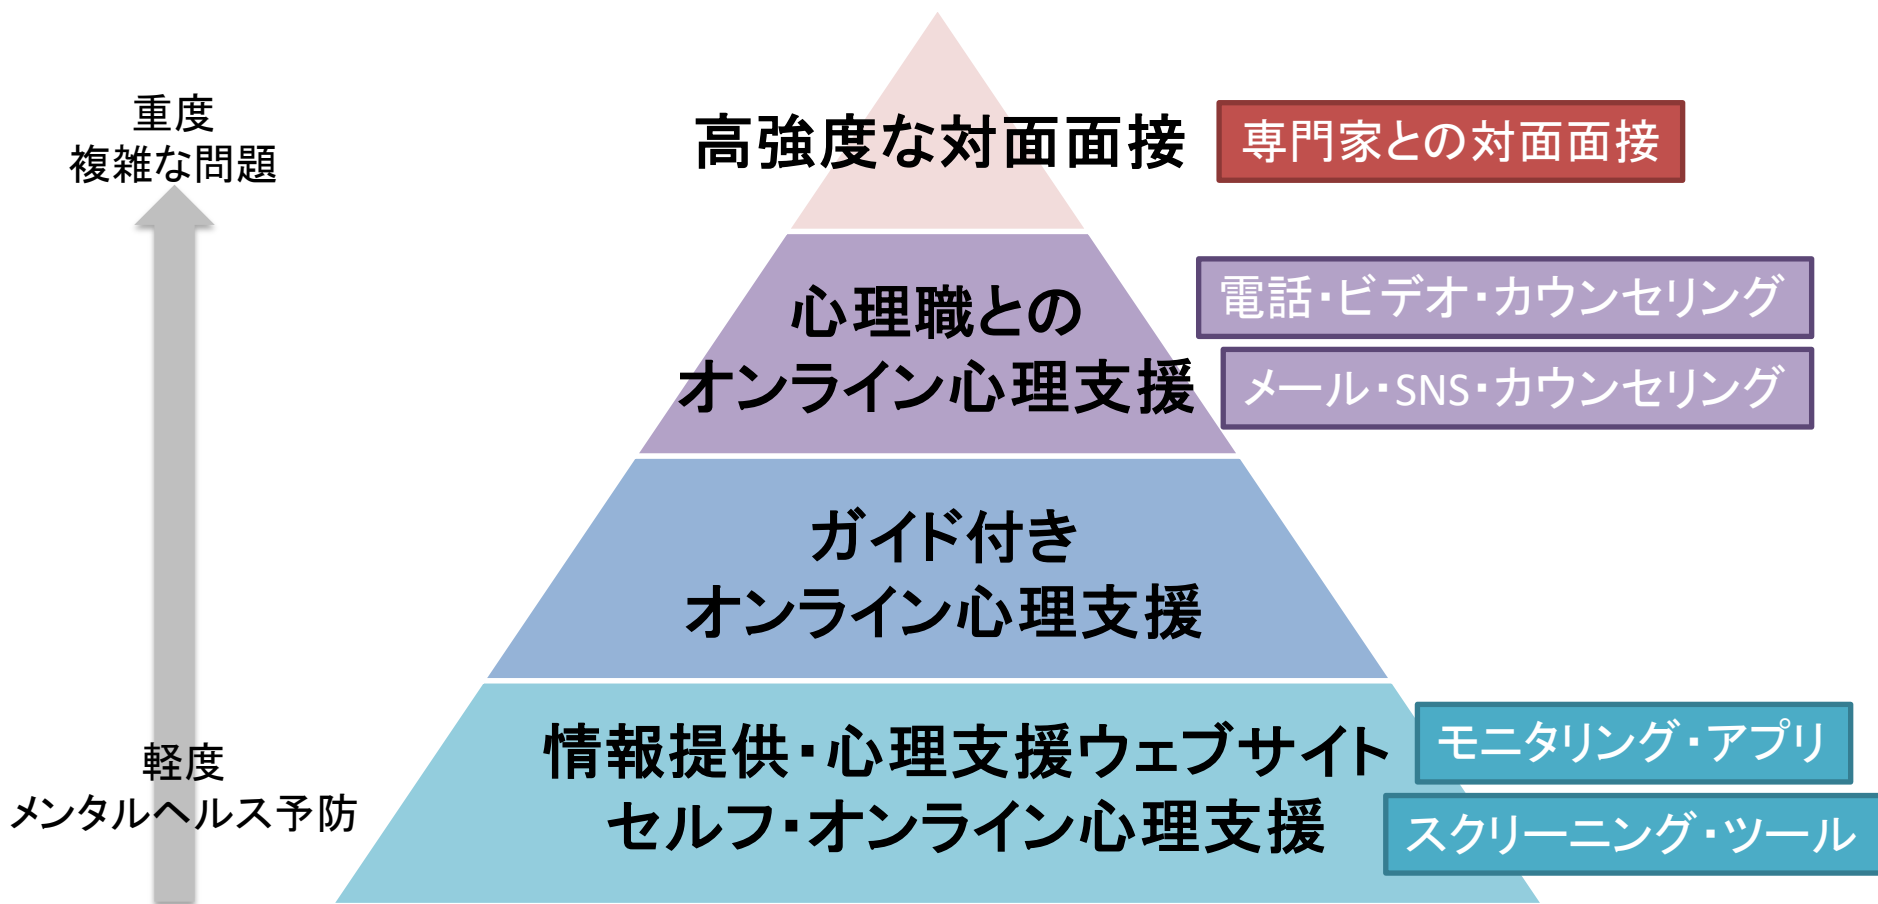 重度
複雑な問題
高強度な対面面接
専門家との対面面接
心理職との
オンライン心理支援
電話・ビデオ・カウンセリング
メール・SNS・カウンセリング
ガイド付き
オンライン心理支援
軽度
メンタルヘルス予防
情報提供・心理支援ウェブサイト
セルフ・オンライン心理支援
モニタリング・アプリ
スクリーニング・ツール